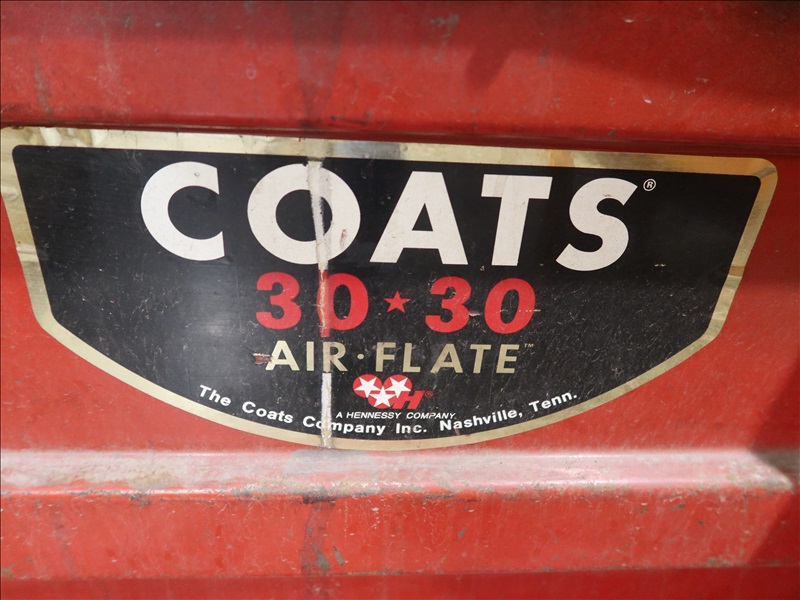 COATS®
30★30
AIR·FLATE™
H®
A HENNESSY COMPANY
The Coats Company Inc. Nashville, Tenn.